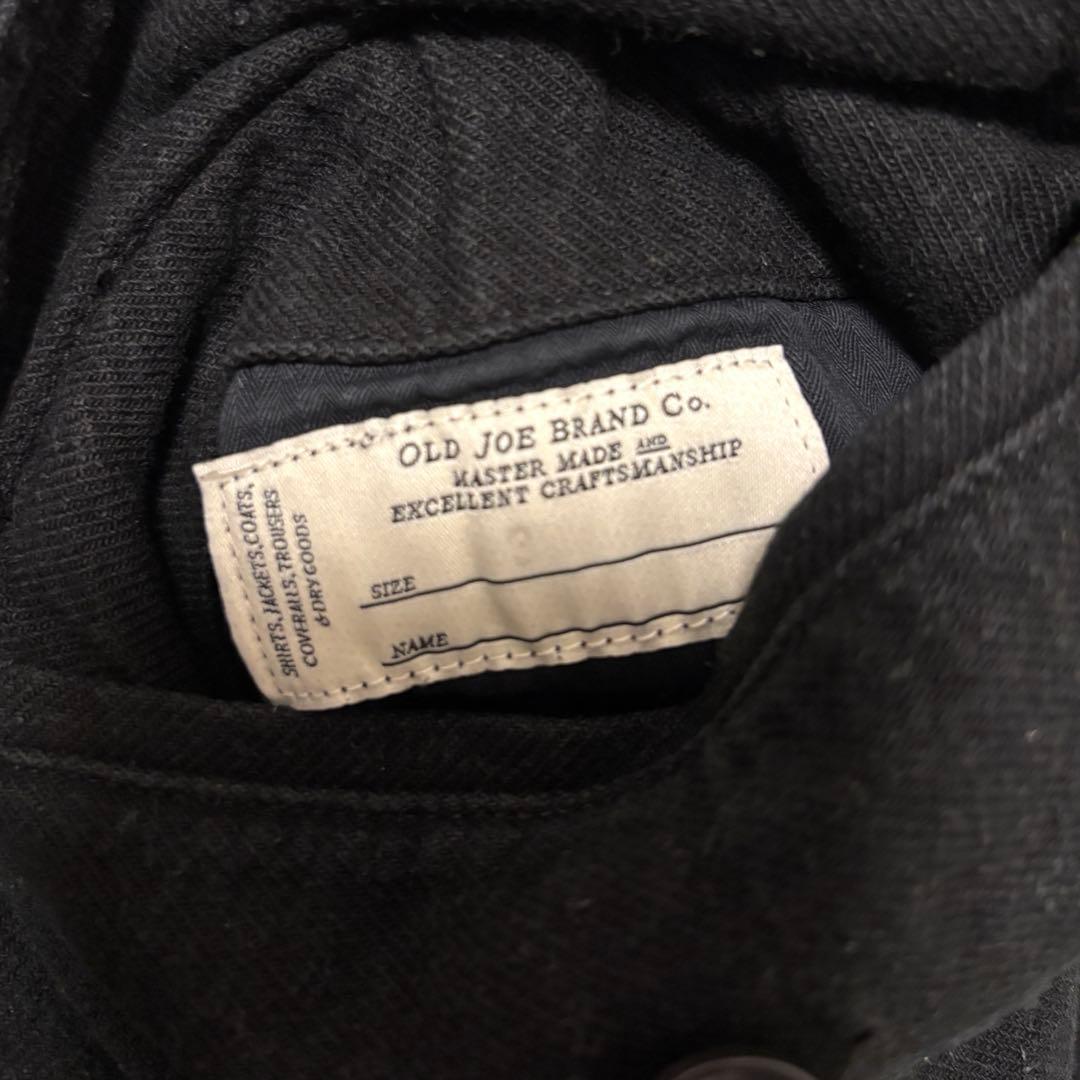 OLD JOE BRAND Co.
MASTER MADE AND
EXCELLENT CRAFTSMANSHIP
SIZE
NAME
SHIRTS, JACKETS, COATS,
COVERALLS, TROUSERS
& DRY GOODS